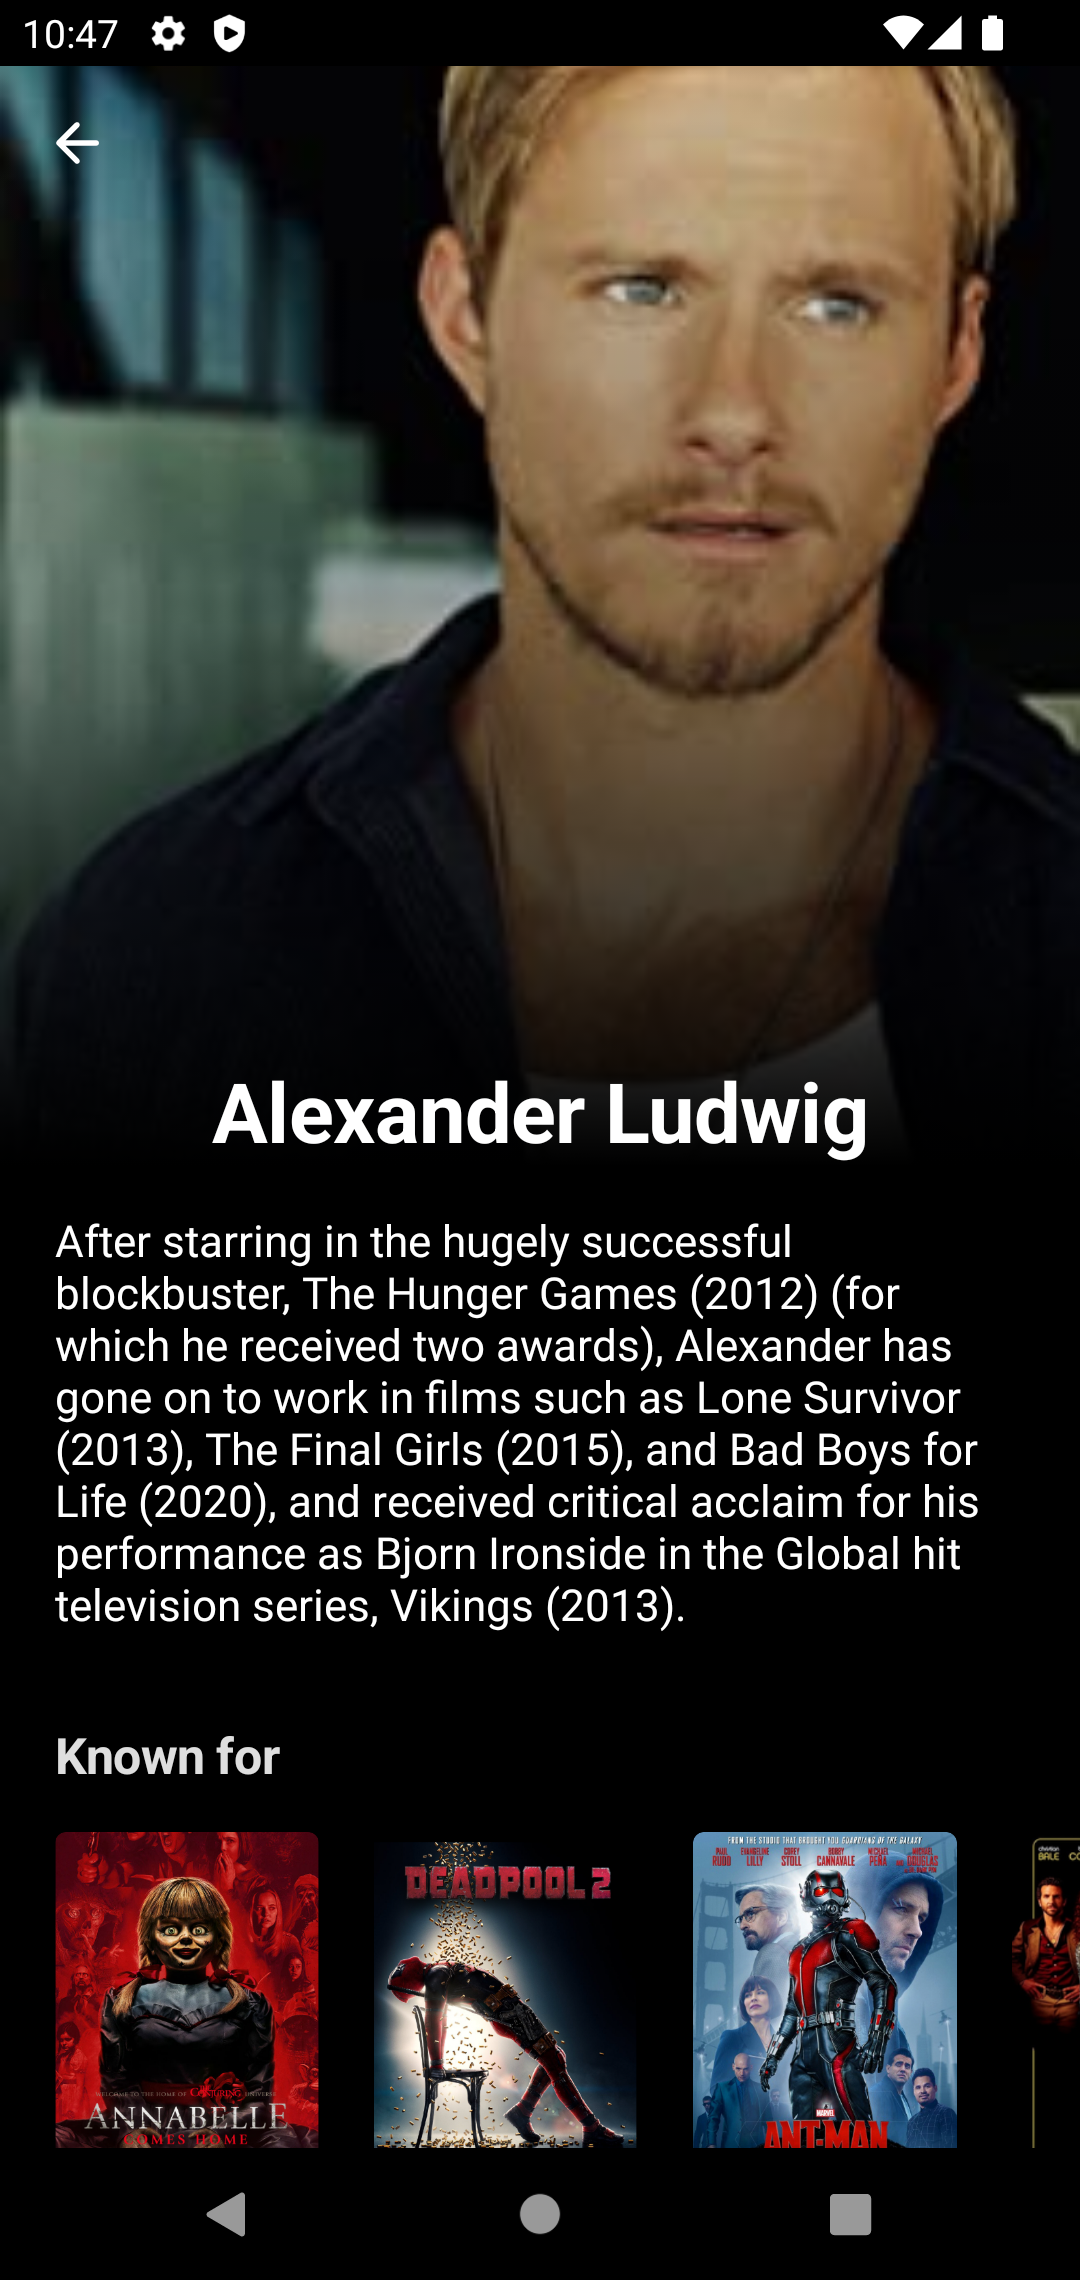 10:47
Alexander Ludwig
After starring in the hugely successful
blockbuster, The Hunger Games (2012) (for
which he received two awards), Alexander has
gone on to work in films such as Lone Survivor
(2013), The Final Girls (2015), and Bad Boys for
Life (2020), and received critical acclaim for his
performance as Bjorn Ironside in the Global hit
television series, Vikings (2013).
Known for
WELCOME TO THE HOME OF CONJURING UNIVERSE
ANNABELLE
COMES HOME
DEADPOOL 2
FROM THE STUDIO THAT BROUGHT YOU GUARDIANS OF THE GALAXY
PAUL RUDD EVANGELINE LILLY COREY STOLL BOBBY CANNAVALE MICHAEL PEÑA MICHAEL DOUGLAS
MARVEL
ANT-MAN
christian BALE